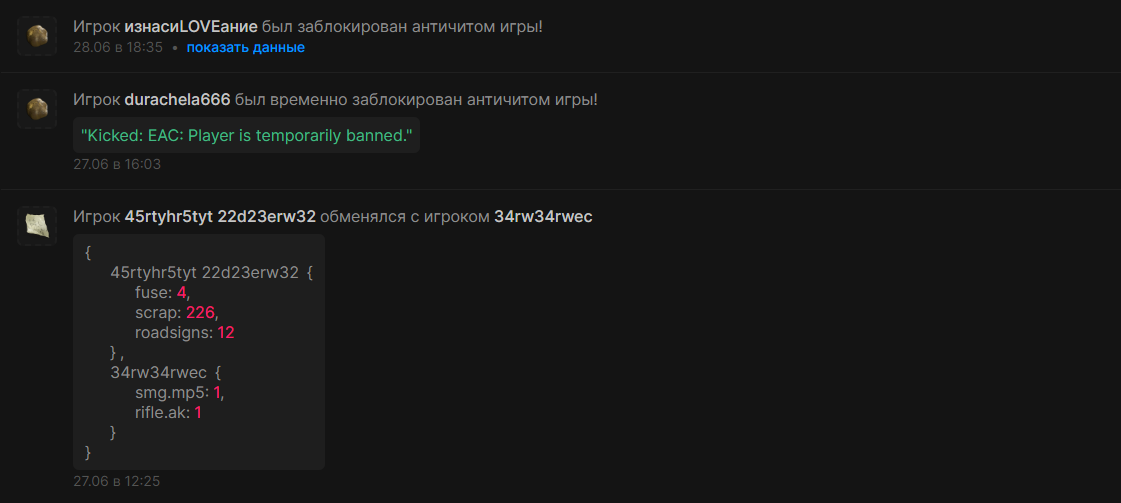 Игрок изнасиLOVEание был заблокирован античитом игры!
28.06 в 18:35 • показать данные
Игрок durachela666 был временно заблокирован античитом игры!
"Kicked: EAC: Player is temporarily banned."
27.06 в 16:03
Игрок 45rtyhr5tyt 22d23erw32 обменялся с игроком 34rw34rwec
{
45rtyhr5tyt 22d23erw32 {
fuse: 4,
scrap: 226,
roadsigns: 12
} ,
34rw34rwec {
smg.mp5: 1,
rifle.ak: 1
}
}
27.06 в 12:25